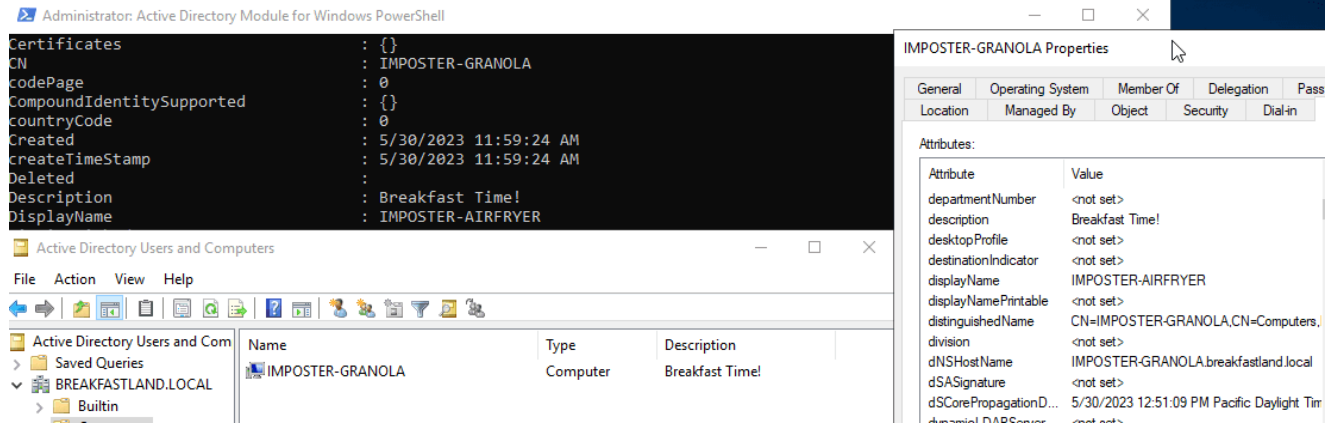 Administrator: Active Directory Module for Windows PowerShell
Certificates : {}
CN : IMPOSTER-GRANOLA
codePage : 0
CompoundIdentitySupported : {}
countryCode : 0
Created : 5/30/2023 11:59:24 AM
createTimeStamp : 5/30/2023 11:59:24 AM
Deleted :
Description : Breakfast Time!
DisplayName : IMPOSTER-AIRFRYER
Active Directory Users and Computers
File Action View Help
Active Directory Users and Com
Saved Queries
BREAKFASTLAND.LOCAL
Builtin
Name Type Description
IMPOSTER-GRANOLA Computer Breakfast Time!
IMPOSTER-GRANOLA Properties
General Operating System Member Of Delegation Pass
Location Managed By Object Security Dial-in
Attributes:
Attribute Value
departmentNumber <not set>
description Breakfast Time!
desktopProfile <not set>
destinationIndicator <not set>
displayName IMPOSTER-AIRFRYER
displayNamePrintable <not set>
distinguishedName CN=IMPOSTER-GRANOLA,CN=Computers,
division <not set>
dNSHostName IMPOSTER-GRANOLA.breakfastland.local
dSASignature <not set>
dSCorePropagationD... 5/30/2023 12:51:09 PM Pacific Daylight Tim